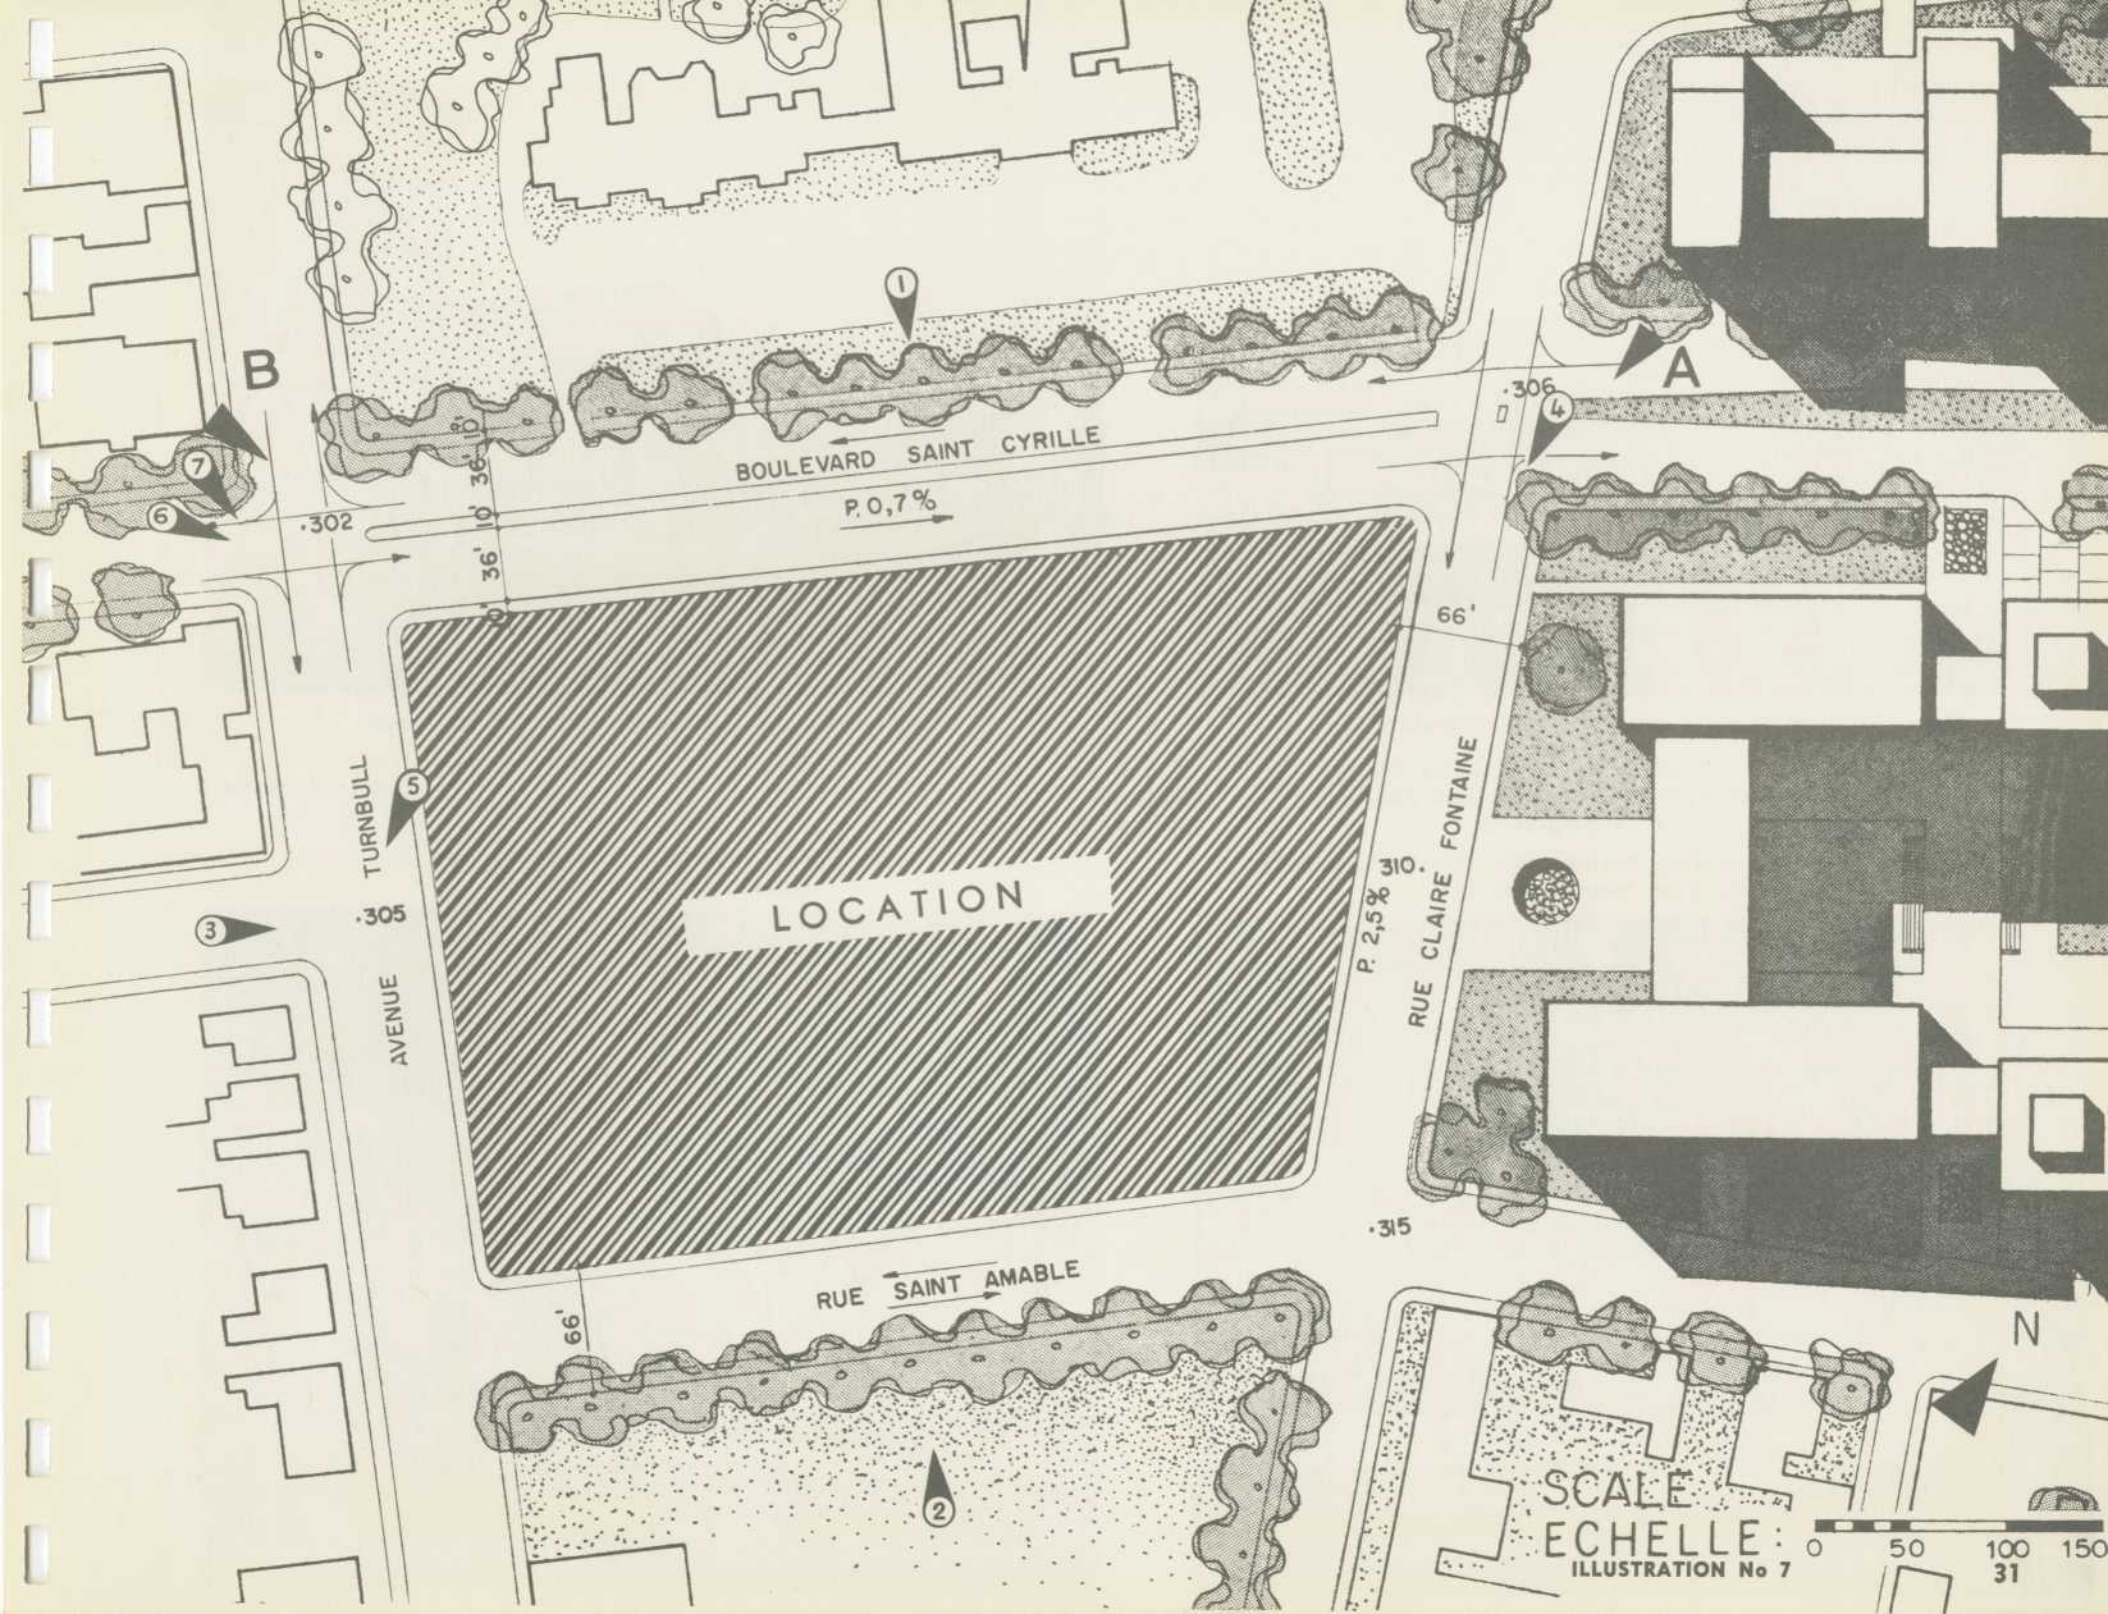 1
B
A
.306
4
10'
36'
10'
36'
10'
BOULEVARD SAINT CYRILLE
P. 0,7%
7
6
.302
66'
TURNBULL
AVENUE
5
.305
3
LOCATION
310.
P. 2,5%
RUE CLAIRE FONTAINE
.315
RUE SAINT AMABLE
66'
2
N
SCALE
ECHELLE:
0 50 100 150
ILLUSTRATION No 7
31